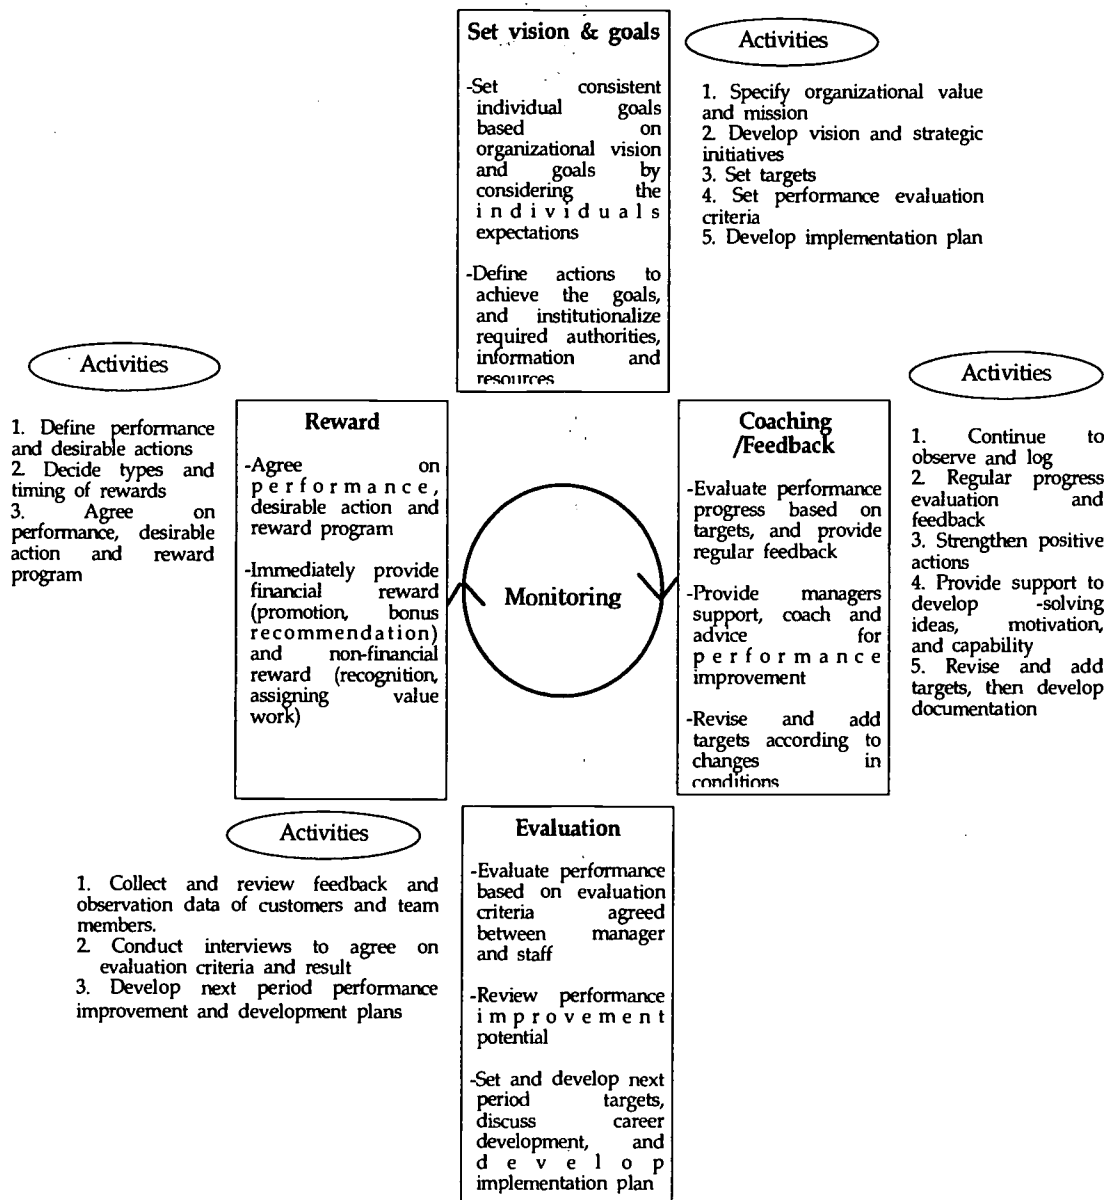 Set vision & goals
-Set consistent
individual goals
based on
organizational vision
and goals by
considering the
individuals
expectations
-Define actions to
achieve the goals,
and institutionalize
required authorities,
information and
resources
Activities
1. Specify organizational value
and mission
2. Develop vision and strategic
initiatives
3. Set targets
4. Set performance evaluation
criteria
5. Develop implementation plan
Activities
1. Define performance
and desirable actions
2. Decide types and
timing of rewards
3. Agree on
performance, desirable
action and reward
program
Reward
-Agree on
performance,
desirable action and
reward program
-Immediately provide
financial reward
(promotion, bonus
recommendation)
and non-financial
reward (recognition,
assigning value
work)
Monitoring
Coaching
/Feedback
-Evaluate performance
progress based on
targets, and provide
regular feedback
-Provide managers
support, coach and
advice for
performance
improvement
-Revise and add
targets according to
changes in
conditions
Activities
1. Continue to
observe and log
2. Regular progress
evaluation and
feedback
3. Strengthen positive
actions
4. Provide support to
develop -solving
ideas, motivation,
and capability
5. Revise and add
targets, then develop
documentation
Activities
1. Collect and review feedback and
observation data of customers and team
members.
2. Conduct interviews to agree on
evaluation criteria and result
3. Develop next period performance
improvement and development plans
Evaluation
-Evaluate performance
based on evaluation
criteria agreed
between manager
and staff
-Review performance
improvement
potential
-Set and develop next
period targets,
discuss career
development, and
develop
implementation plan